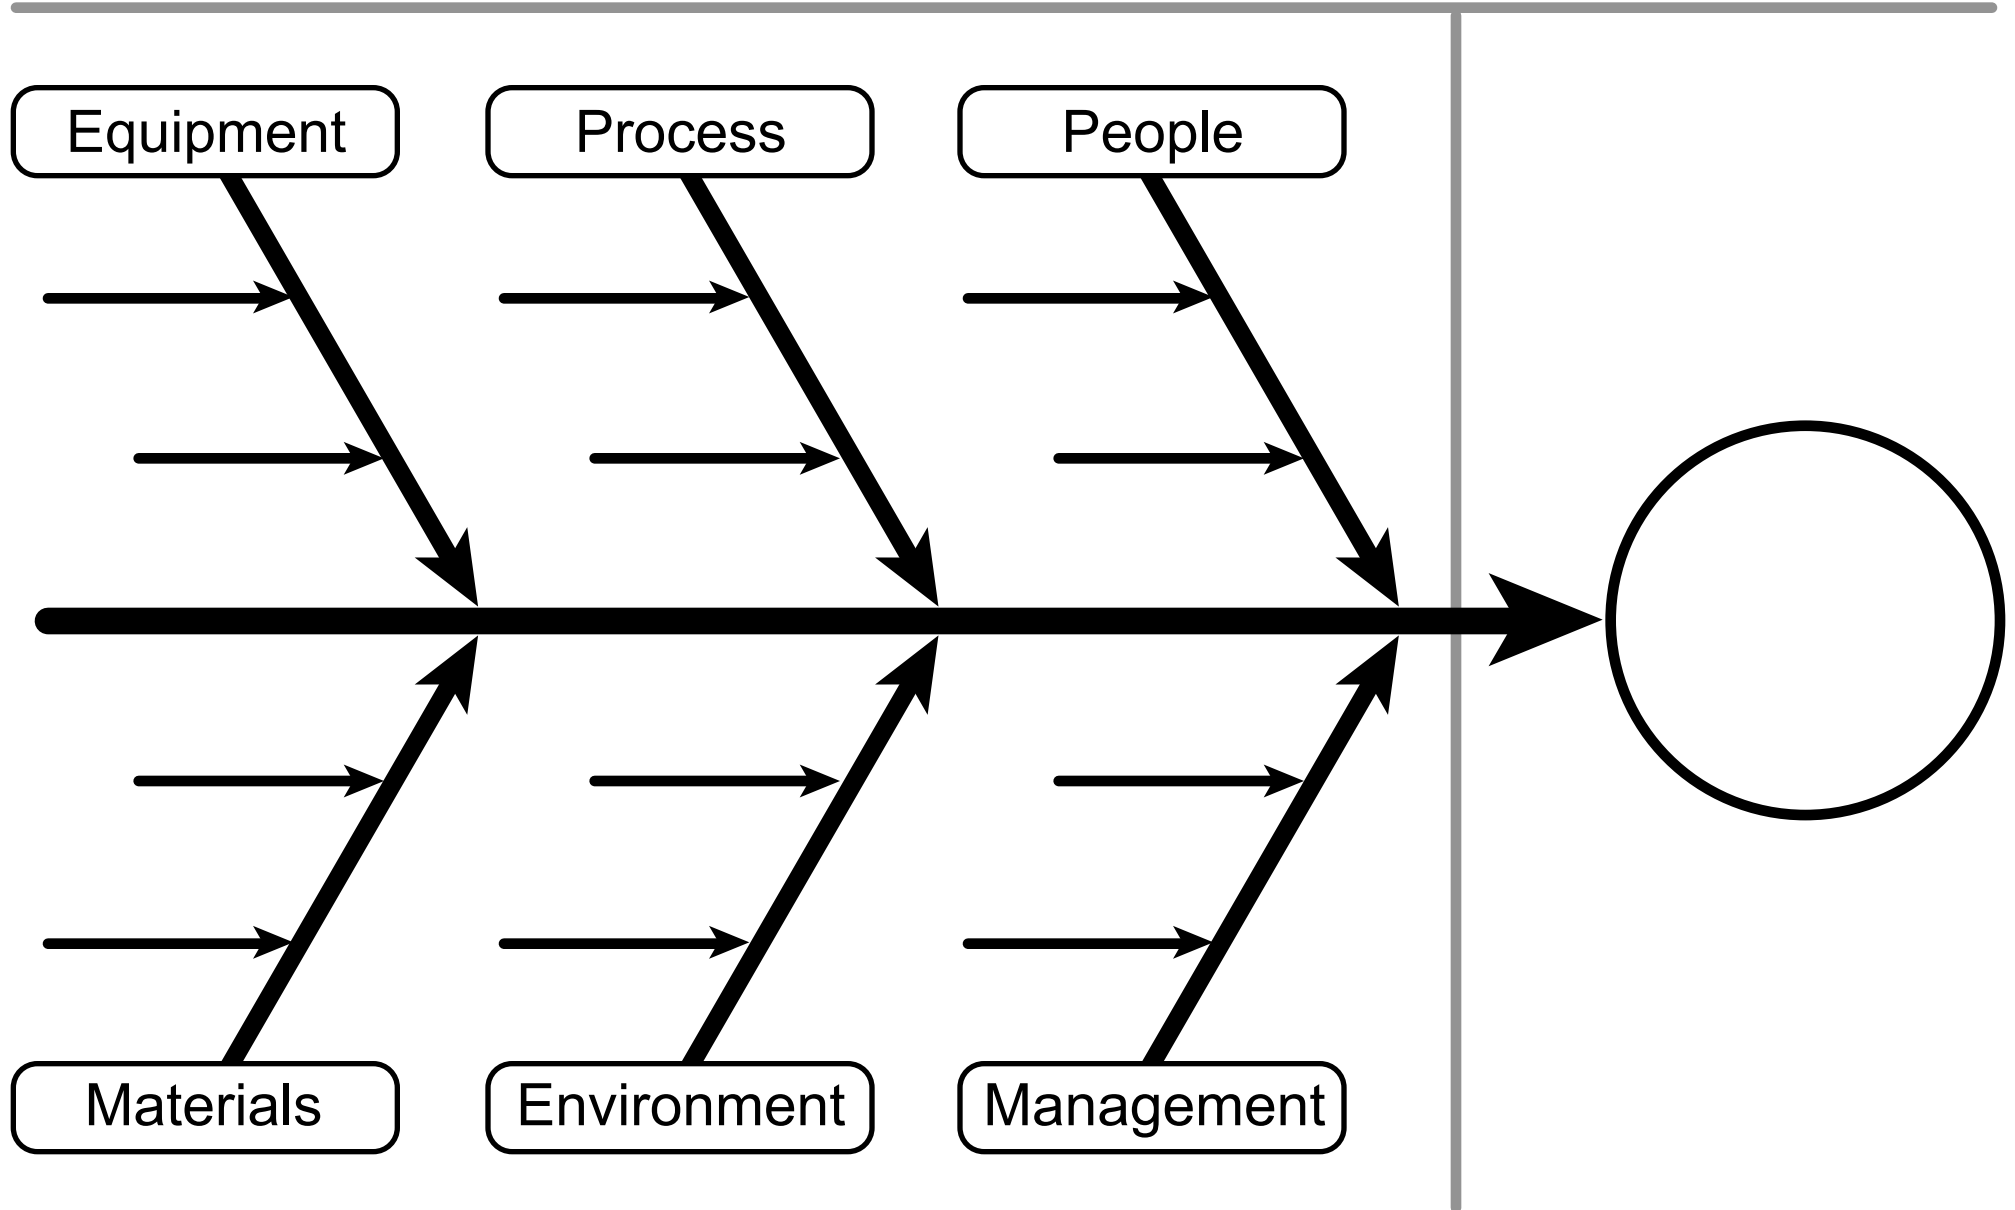 Equipment
Process
People
Materials
Environment
Management